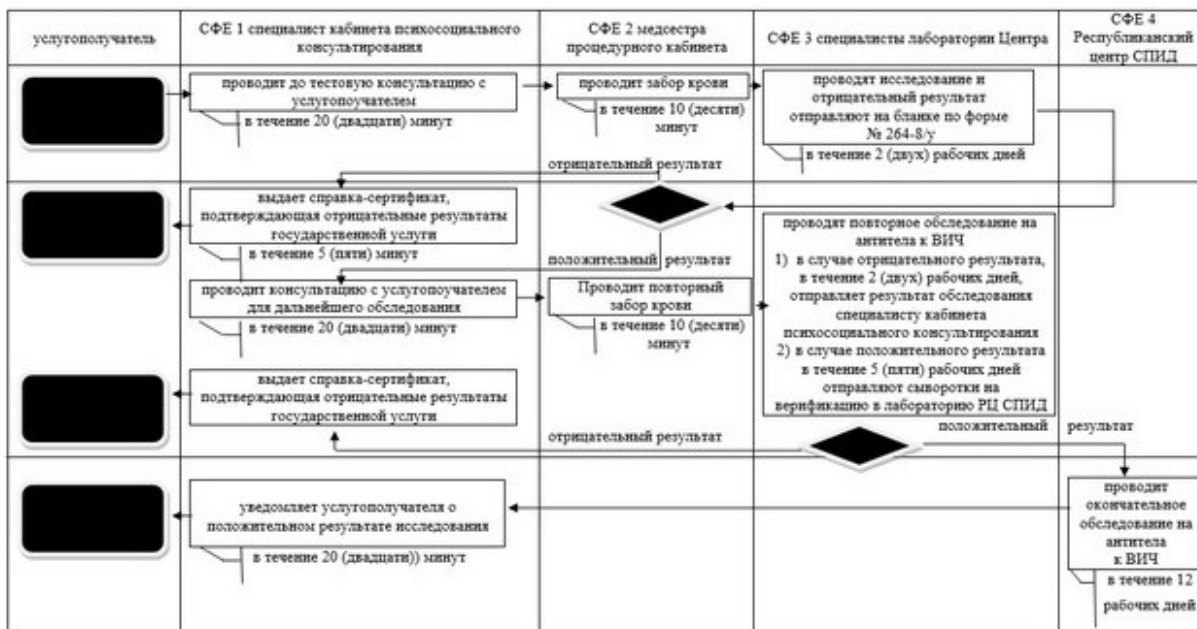 услугополучатель
СФЕ 1 специалист кабинета психосоциального
консультирования
СФЕ 2 медсестра
процедурного кабинета
СФЕ 3 специалисты лаборатории Центра
СФЕ 4
Республиканский
центр СПИД
проводит до тестовую консультацию с
услугопоучателем
в течение 20 (двадцати) минут
проводит забор крови
в течение 10 (десяти)
минут
проводят исследование и
отрицательный результат
отправляют на бланке по форме
№ 264-8/у
в течение 2 (двух) рабочих дней
отрицательный результат
выдает справка-сертификат,
подтверждающая отрицательные результаты
государственной услуги
в течение 5 (пяти) минут
положительный результат
проводит консультацию с услугопоучателем
для дальнейшего обследования
в течение 20 (двадцати) минут
Проводит повторный
забор крови
в течение 10 (десяти)
минут
проводят повторное обследование на
антитела к ВИЧ
1) в случае отрицательного результата,
в течение 2 (двух) рабочих дней,
отправляет результат обследования
специалисту кабинета
психосоциального консультирования
2) в случае положительного результата
в течение 5 (пяти) рабочих дней
отправляют сыворотки на
верификацию в лабораторию РЦ СПИД
выдает справка-сертификат,
подтверждающая отрицательные результаты
государственной услуги
отрицательный результат
положительный результат
уведомляет услугополучателя о
положительном результате исследования
в течение 20 (двадцати)) минут
проводит
окончательное
обследование на
антитела
к ВИЧ
в течение 12
рабочих дней